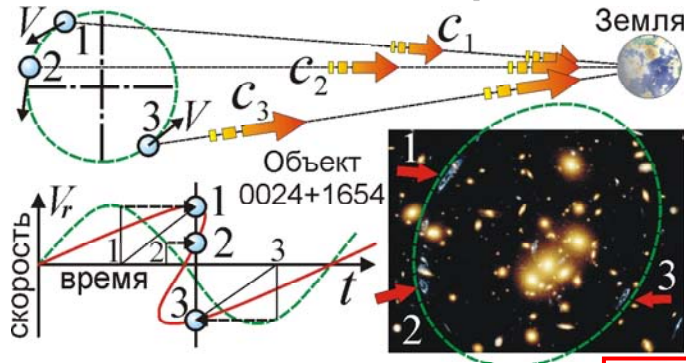 V
1
2
3
V
c₁
c₂
c₃
Земля
Объект
0024+1654
1
2
3
скорость
Vr
время
1
2
3
t
1
2
3